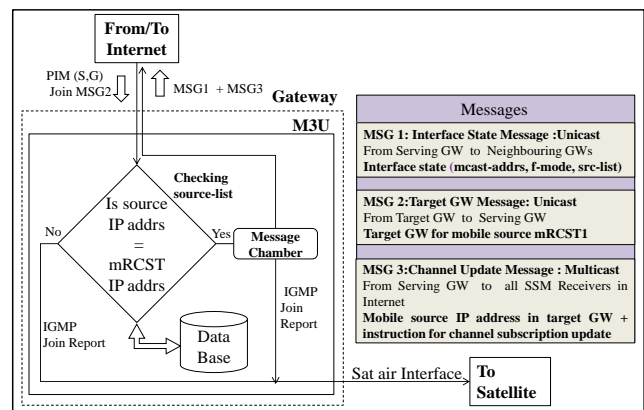 From/To
Internet
PIM (S,G)
Join MSG2
MSG1 + MSG3
Gateway
M3U
Checking
source-list
Is source
IP addrs
=
mRCST
IP addrs
No
Yes
Message
Chamber
IGMP
Join
Report
IGMP
Join
Report
Data
Base
Sat air Interface
To
Satellite
Messages
MSG 1: Interface State Message :Unicast
From Serving GW to Neighbouring GWs
Interface state (mcast-addrs, f-mode, src-list)
MSG 2:Target GW Message: Unicast
From Target GW to Serving GW
Target GW for mobile source mRCST1
MSG 3:Channel Update Message : Multicast
From Serving GW to all SSM Receivers in
Internet
Mobile source IP address in target GW +
instruction for channel subscription update